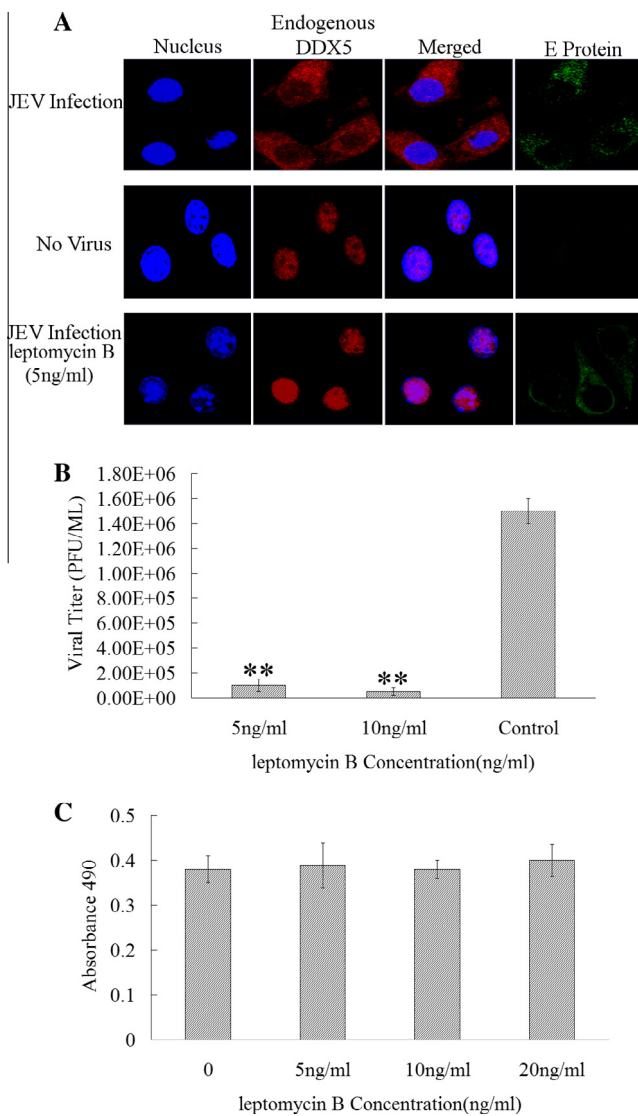 A
Endogenous
Nucleus DDX5 Merged E Protein
JEV Infection
No Virus
JEV Infection
leptomycin B
(5ng/ml)
B
1.80E+06
1.60E+06
1.40E+06
1.20E+06
1.00E+06
8.00E+05
6.00E+05
4.00E+05
2.00E+05
0.00E+00
Viral Titer (PFU/ML)
** **
5ng/ml 10ng/ml Control
leptomycin B Concentration(ng/ml)
C
0.5
0.4
0.3
0.2
0.1
0
Absorbance 490
0 5ng/ml 10ng/ml 20ng/ml
leptomycin B Concentration(ng/ml)